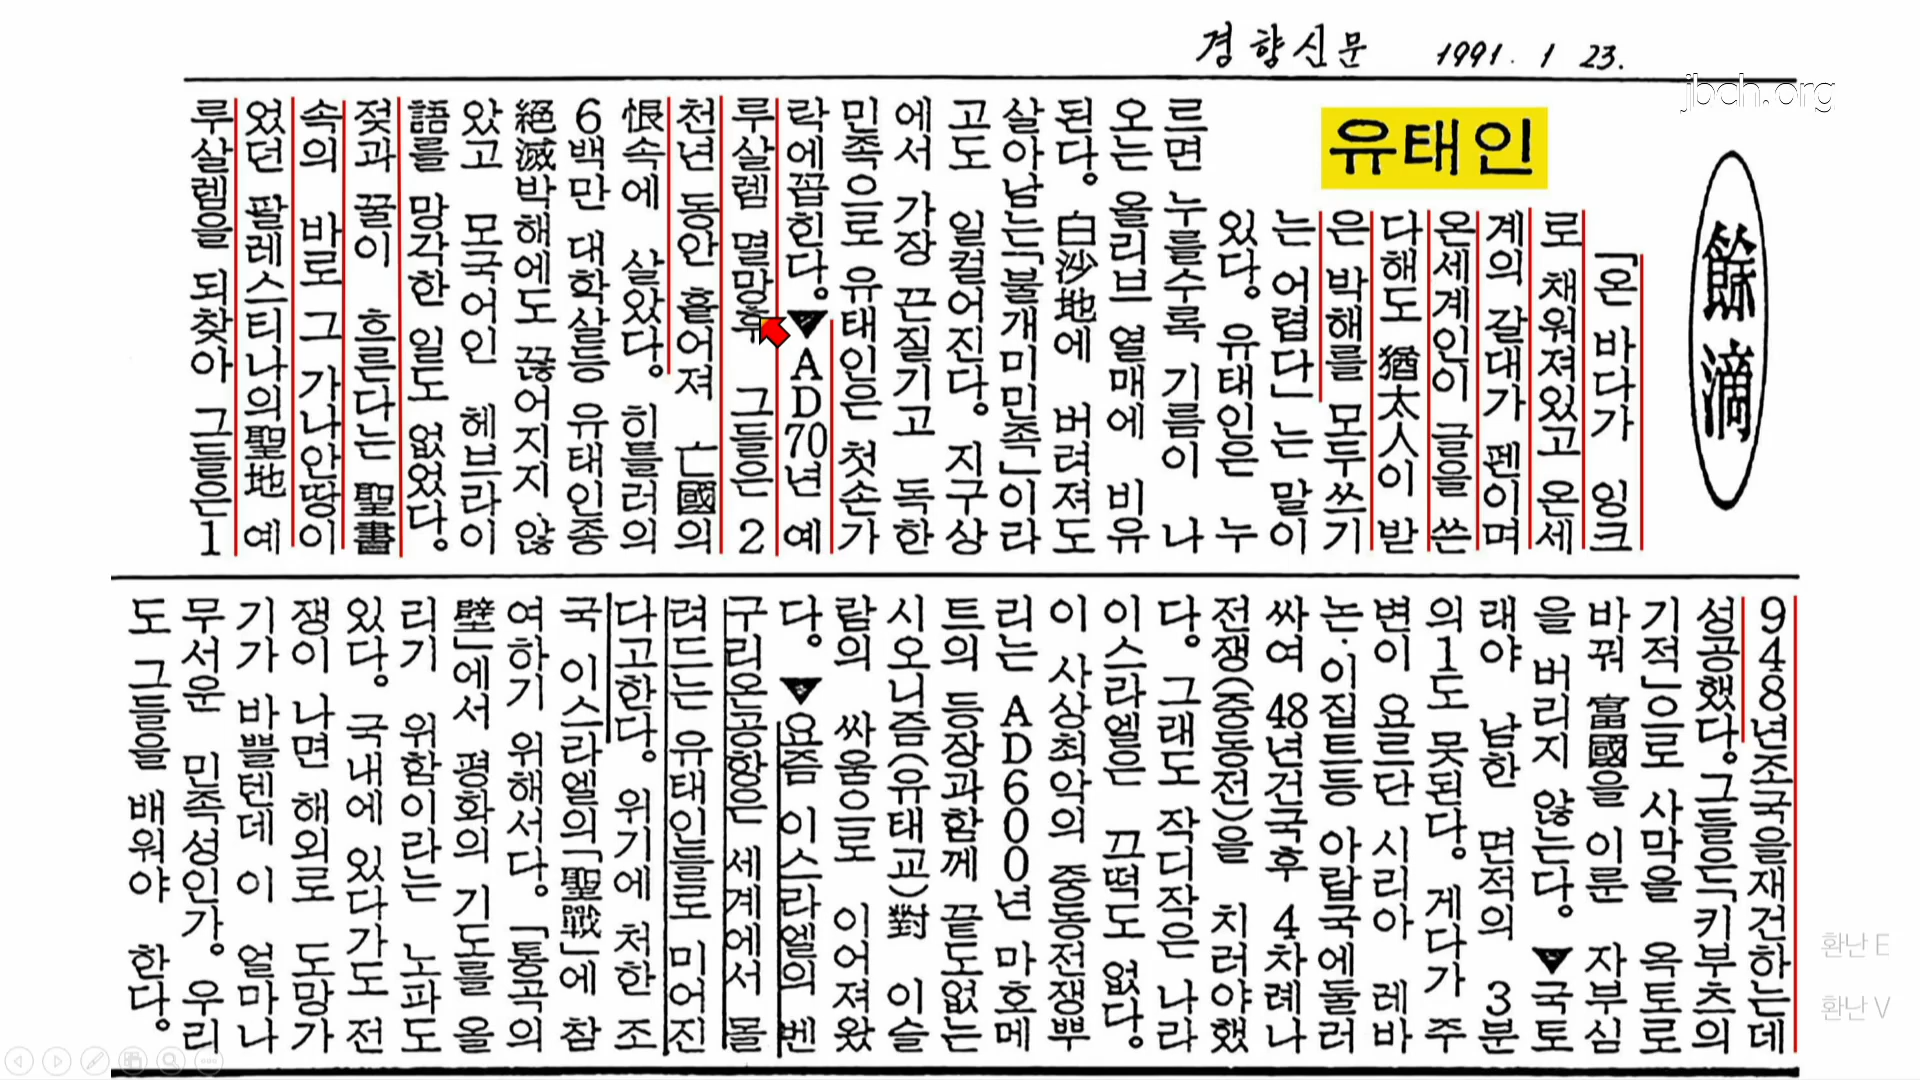 경향신문 1991. 1 23.
jbch.org
餘滴
유태인
「온 바다가 잉크
로 채워져있고 온세
계의 갈대가 펜이며
온세계인이 글을 쓴
다해도 猶太人이 받
은 박해를 모두쓰기
는 어렵다」는 말이
있다. 유태인은 누
르면 누를수록 기름이 나
오는 올리브 열매에 비유
된다. 白沙地에 버려져도
살아남는「불개미민족」이라
고도 일컬어진다. 지구상
에서 가장 끈질기고 독한
민족으로 유태인은 첫손가
락에꼽힌다. ▼AD70년 예
루살렘 멸망후 그들은 2
천년 동안 흩어져 亡國의
恨속에 살았다. 히틀러의
6백만 대학살등 유태인종
絕滅박해에도 끊어지지 않
았고 모국어인 헤브라이
語를 망각한 일도 없었다.
젖과 꿀이 흐른다는 聖書
속의 바로 그 가나안땅이
었던 팔레스티나의聖地 예
루살렘을 되찾아 그들은1
948년조국을재건하는데
성공했다.그들은「키부츠의
기적」으로 사막을 옥토로
바꿔 富國을 이룬 자부심
을 버리지 않는다. ▼국토
래야 남한 면적의 3분
의1도 못된다. 게다가 주
변이 요르단 시리아 레바
논·이집트등 아랍국에둘러
싸여 48년건국후 4차례나
전쟁(중동전)을 치러야했
다. 그래도 작디작은 나라
이스라엘은 끄떡도 없다.
이 사상최악의 중동전쟁뿌
리는 AD600년 마호메
트의 등장과함께 끝도없는
시오니즘(유태교)對 이슬
람의 싸움으로 이어져왔
다. ▼요즘 이스라엘의 벤
구리온공항은 세계에서 몰
려드는 유태인들로 미어진
다고한다. 위기에 처한 조
국 이스라엘의「聖戰」에 참
여하기 위해서다. 「통곡의
壁」에서 평화의 기도를 올
리기 위함이라는 노파도
있다. 국내에 있다가도 전
쟁이 나면 해외로 도망가
기가 바쁠텐데 이 얼마나
무서운 민족성인가. 우리
도 그들을 배워야 한다.
환난 E
환난 V